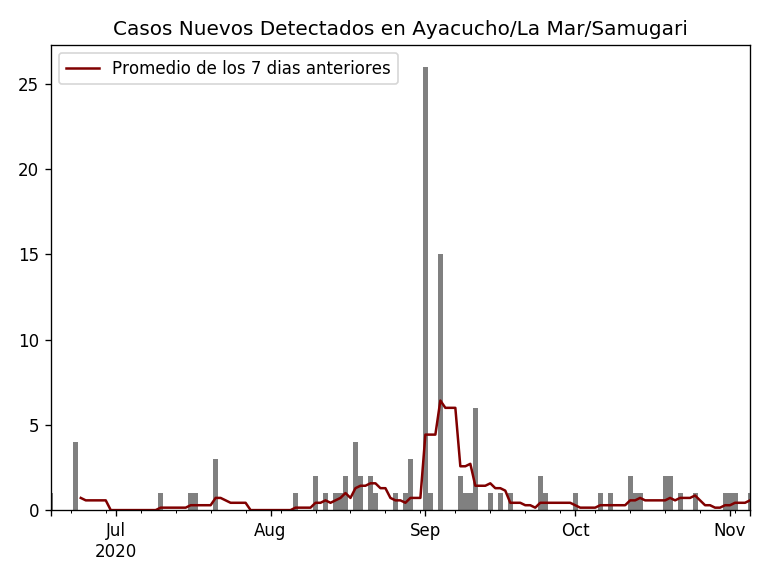 Casos Nuevos Detectados en Ayacucho/La Mar/Samugari
Promedio de los 7 dias anteriores
25
20
15
10
5
0
Jul Aug Sep Oct Nov
2020